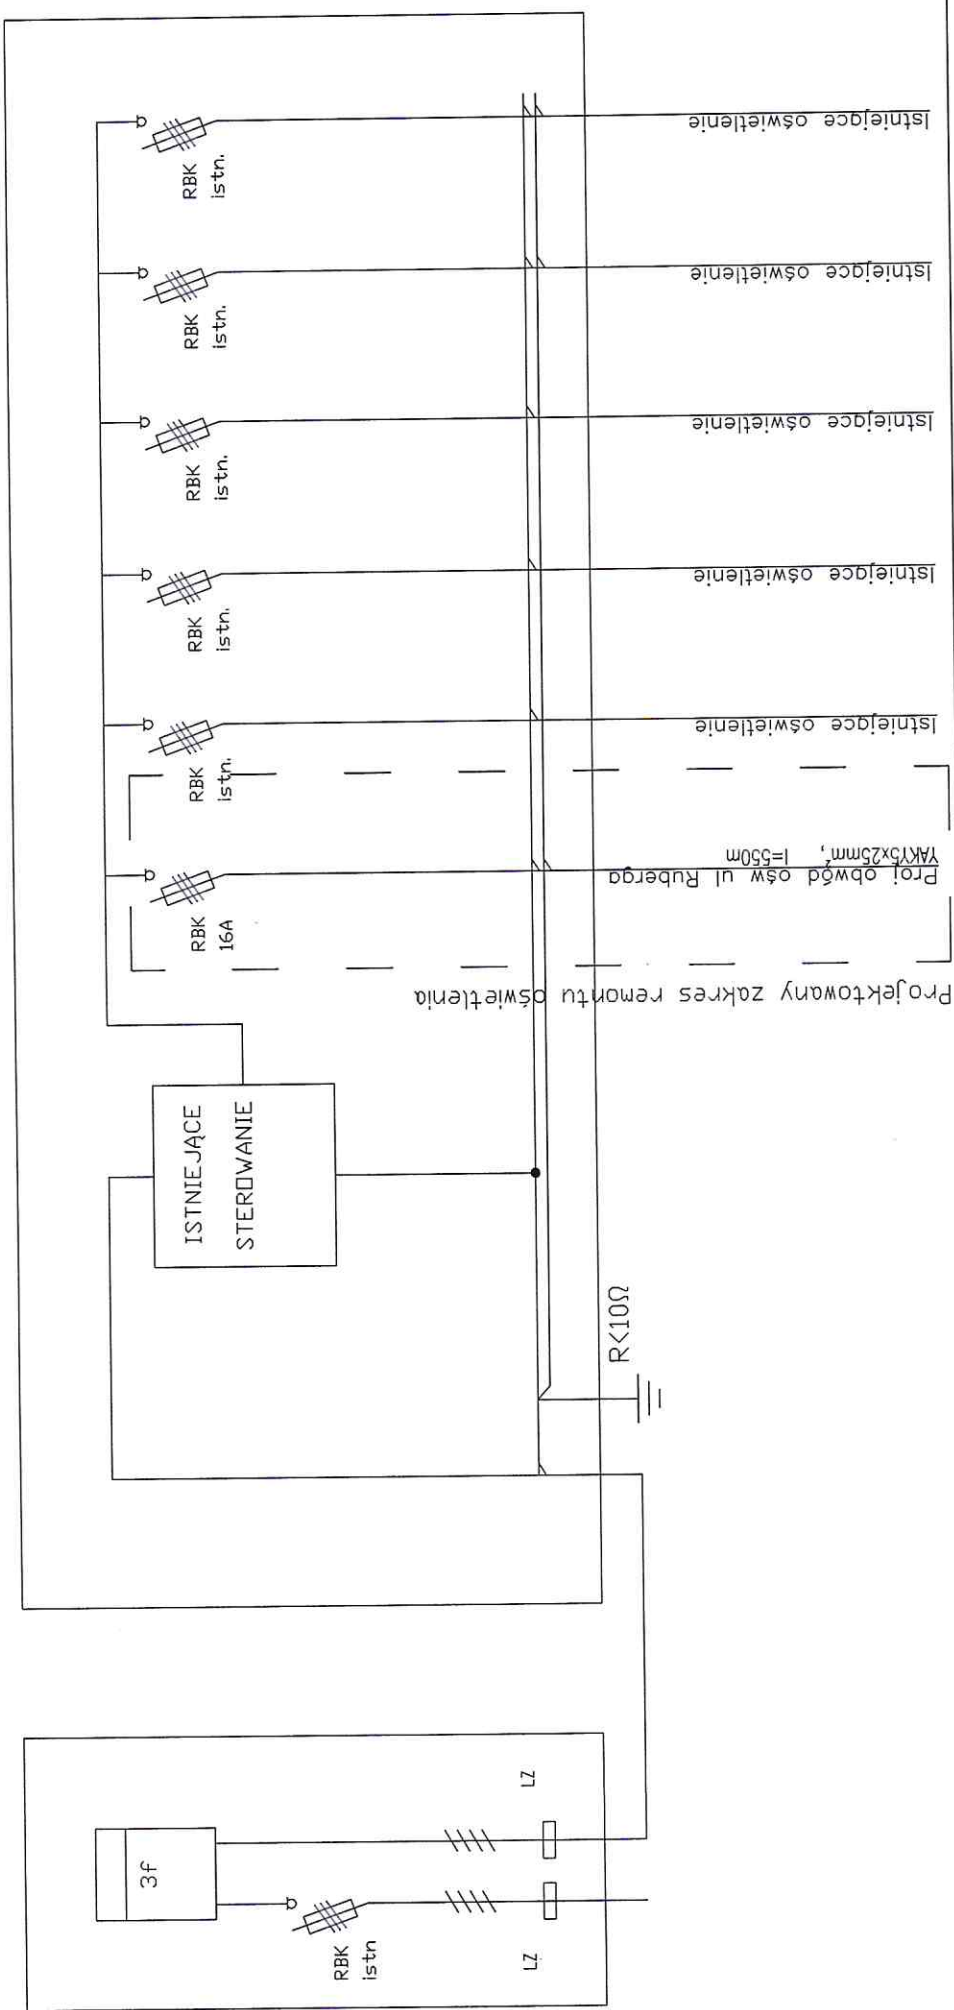 RBK
istn.
Istniejące oświetlenie
RBK
istn.
Istniejące oświetlenie
RBK
istn.
Istniejące oświetlenie
RBK
istn.
Istniejące oświetlenie
RBK
istn.
Istniejące oświetlenie
RBK
16A
Proj obwód ośw ul Ruberga
YAKY5x25mm², l=550m
Projektowany zakres remontu oświetlenia
ISTNIEJĄCE
STEROWANIE
R<10Ω
3f
RBK
istn
LZ
LZ